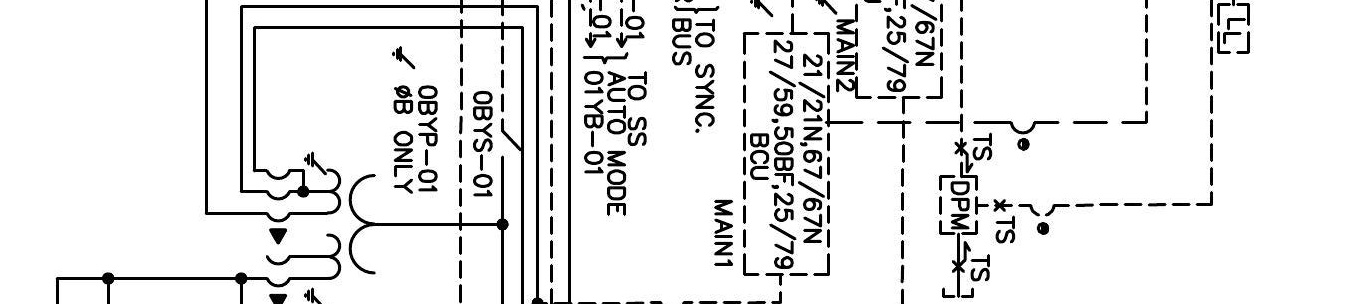 LL
TS
TS
TS
DPM
/67N
,25/79
MAIN2
21/21N,67/67N
27/59,50BF,25/79
BCU
MAIN1
TO SYNC.
BUS
-01 TO SS
-01 AUTO MODE
01YB-01
0BYS-01
0BYP-01
ØB ONLY